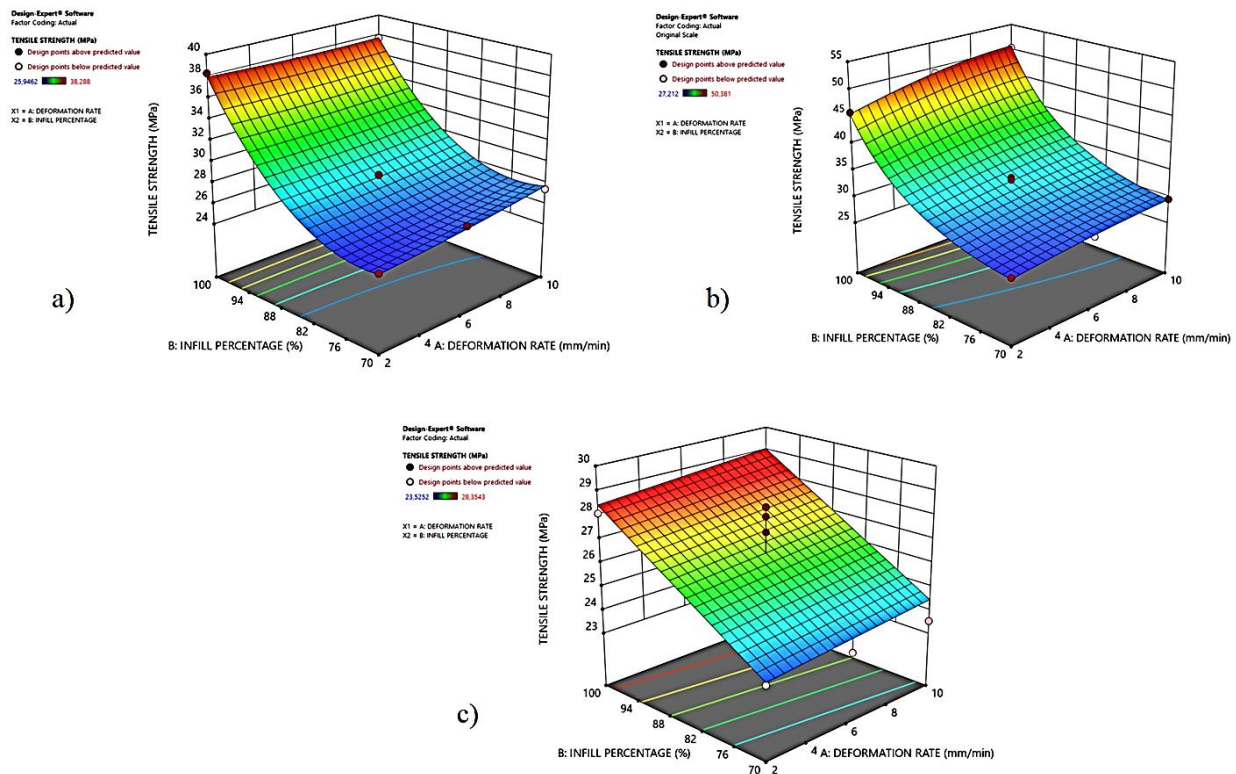 Design-Expert® Software
Factor Coding: Actual
TENSILE STRENGTH (MPa)
Design points above predicted value
Design points below predicted value
25,9462 38,288
X1 = A: DEFORMATION RATE
X2 = B: INFILL PERCENTAGE
TENSILE STRENGTH (MPa)
40
38
36
34
32
30
28
26
24
100
94
88
82
76
70
2
4
6
8
10
B: INFILL PERCENTAGE (%)
A: DEFORMATION RATE (mm/min)
a)
Design-Expert® Software
Factor Coding: Actual
Original Scale
TENSILE STRENGTH (MPa)
Design points above predicted value
Design points below predicted value
27,212 50,381
X1 = A: DEFORMATION RATE
X2 = B: INFILL PERCENTAGE
TENSILE STRENGTH (MPa)
55
50
45
40
35
30
25
100
94
88
82
76
70
2
4
6
8
10
B: INFILL PERCENTAGE (%)
A: DEFORMATION RATE (mm/min)
b)
Design-Expert® Software
Factor Coding: Actual
TENSILE STRENGTH (MPa)
Design points above predicted value
Design points below predicted value
23,5252 28,3543
X1 = A: DEFORMATION RATE
X2 = B: INFILL PERCENTAGE
TENSILE STRENGTH (MPa)
30
29
28
27
26
25
24
23
100
94
88
82
76
70
2
4
6
8
10
B: INFILL PERCENTAGE (%)
A: DEFORMATION RATE (mm/min)
c)